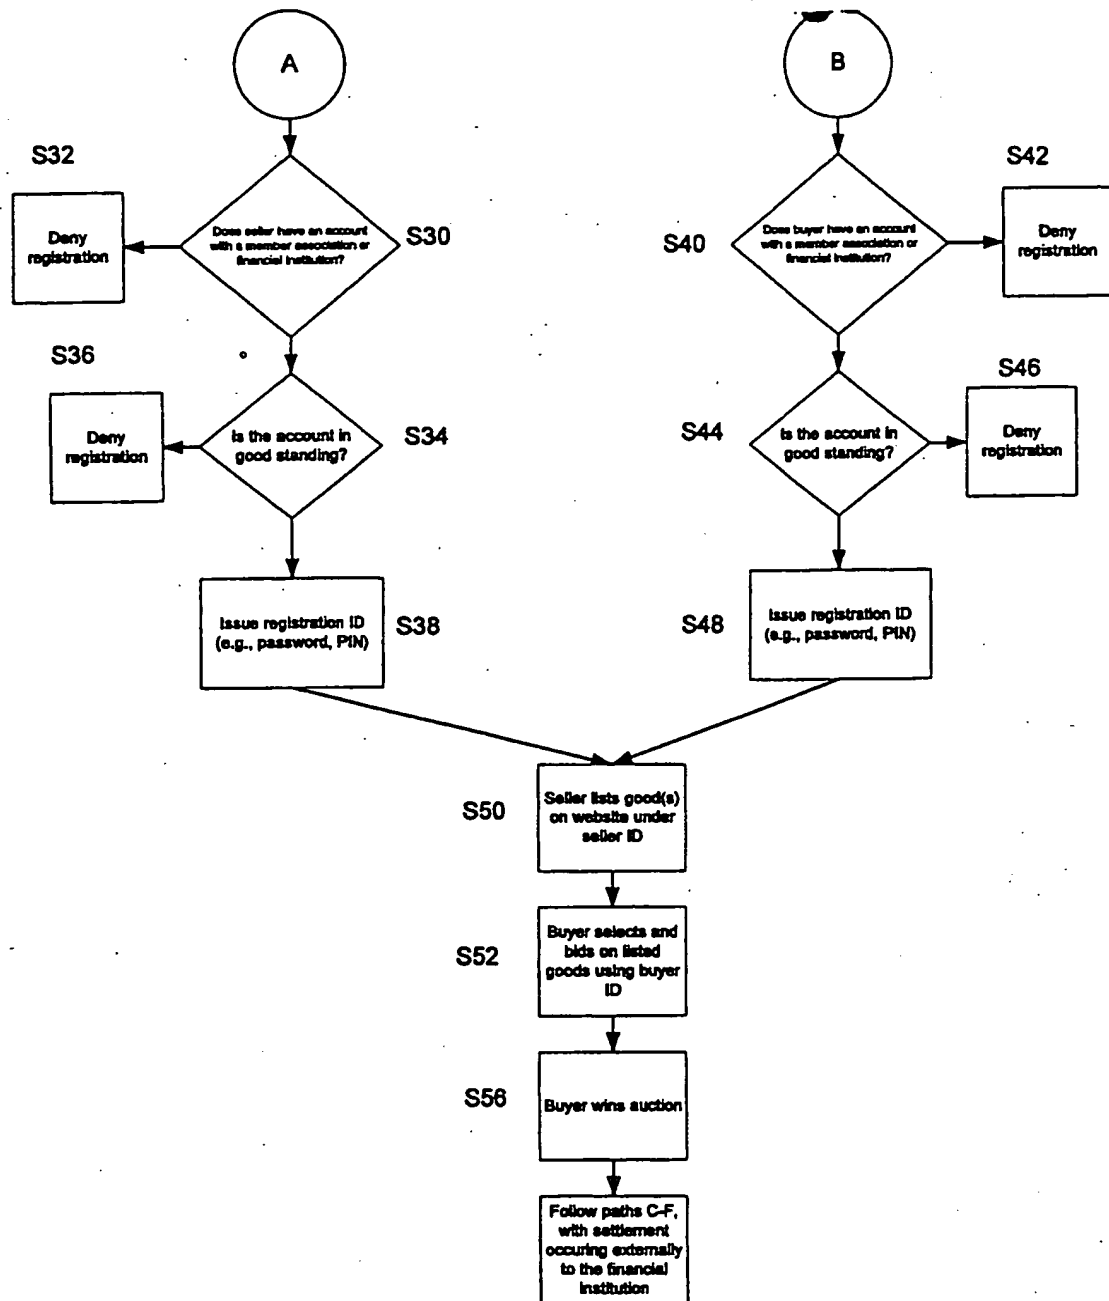 A
B
S32
Deny
registration
Does seller have an account
with a member association or
financial institution?
S30
S40
Does buyer have an account
with a member association or
financial institution?
S42
Deny
registration
S36
Deny
registration
Is the account in
good standing?
S34
S44
Is the account in
good standing?
S46
Deny
registration
Issue registration ID
(e.g., password, PIN)
S38
S48
Issue registration ID
(e.g., password, PIN)
S50
Seller lists good(s)
on website under
seller ID
S52
Buyer selects and
bids on listed
goods using buyer
ID
S56
Buyer wins auction
Follow paths C-F,
with settlement
occuring externally
to the financial
institution